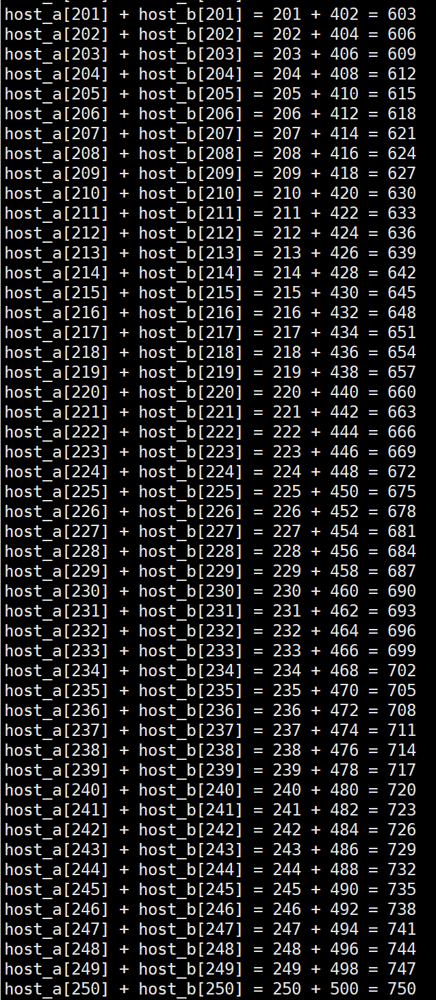 host_a[201] + host_b[201] = 201 + 402 = 603
host_a[202] + host_b[202] = 202 + 404 = 606
host_a[203] + host_b[203] = 203 + 406 = 609
host_a[204] + host_b[204] = 204 + 408 = 612
host_a[205] + host_b[205] = 205 + 410 = 615
host_a[206] + host_b[206] = 206 + 412 = 618
host_a[207] + host_b[207] = 207 + 414 = 621
host_a[208] + host_b[208] = 208 + 416 = 624
host_a[209] + host_b[209] = 209 + 418 = 627
host_a[210] + host_b[210] = 210 + 420 = 630
host_a[211] + host_b[211] = 211 + 422 = 633
host_a[212] + host_b[212] = 212 + 424 = 636
host_a[213] + host_b[213] = 213 + 426 = 639
host_a[214] + host_b[214] = 214 + 428 = 642
host_a[215] + host_b[215] = 215 + 430 = 645
host_a[216] + host_b[216] = 216 + 432 = 648
host_a[217] + host_b[217] = 217 + 434 = 651
host_a[218] + host_b[218] = 218 + 436 = 654
host_a[219] + host_b[219] = 219 + 438 = 657
host_a[220] + host_b[220] = 220 + 440 = 660
host_a[221] + host_b[221] = 221 + 442 = 663
host_a[222] + host_b[222] = 222 + 444 = 666
host_a[223] + host_b[223] = 223 + 446 = 669
host_a[224] + host_b[224] = 224 + 448 = 672
host_a[225] + host_b[225] = 225 + 450 = 675
host_a[226] + host_b[226] = 226 + 452 = 678
host_a[227] + host_b[227] = 227 + 454 = 681
host_a[228] + host_b[228] = 228 + 456 = 684
host_a[229] + host_b[229] = 229 + 458 = 687
host_a[230] + host_b[230] = 230 + 460 = 690
host_a[231] + host_b[231] = 231 + 462 = 693
host_a[232] + host_b[232] = 232 + 464 = 696
host_a[233] + host_b[233] = 233 + 466 = 699
host_a[234] + host_b[234] = 234 + 468 = 702
host_a[235] + host_b[235] = 235 + 470 = 705
host_a[236] + host_b[236] = 236 + 472 = 708
host_a[237] + host_b[237] = 237 + 474 = 711
host_a[238] + host_b[238] = 238 + 476 = 714
host_a[239] + host_b[239] = 239 + 478 = 717
host_a[240] + host_b[240] = 240 + 480 = 720
host_a[241] + host_b[241] = 241 + 482 = 723
host_a[242] + host_b[242] = 242 + 484 = 726
host_a[243] + host_b[243] = 243 + 486 = 729
host_a[244] + host_b[244] = 244 + 488 = 732
host_a[245] + host_b[245] = 245 + 490 = 735
host_a[246] + host_b[246] = 246 + 492 = 738
host_a[247] + host_b[247] = 247 + 494 = 741
host_a[248] + host_b[248] = 248 + 496 = 744
host_a[249] + host_b[249] = 249 + 498 = 747
host_a[250] + host_b[250] = 250 + 500 = 750